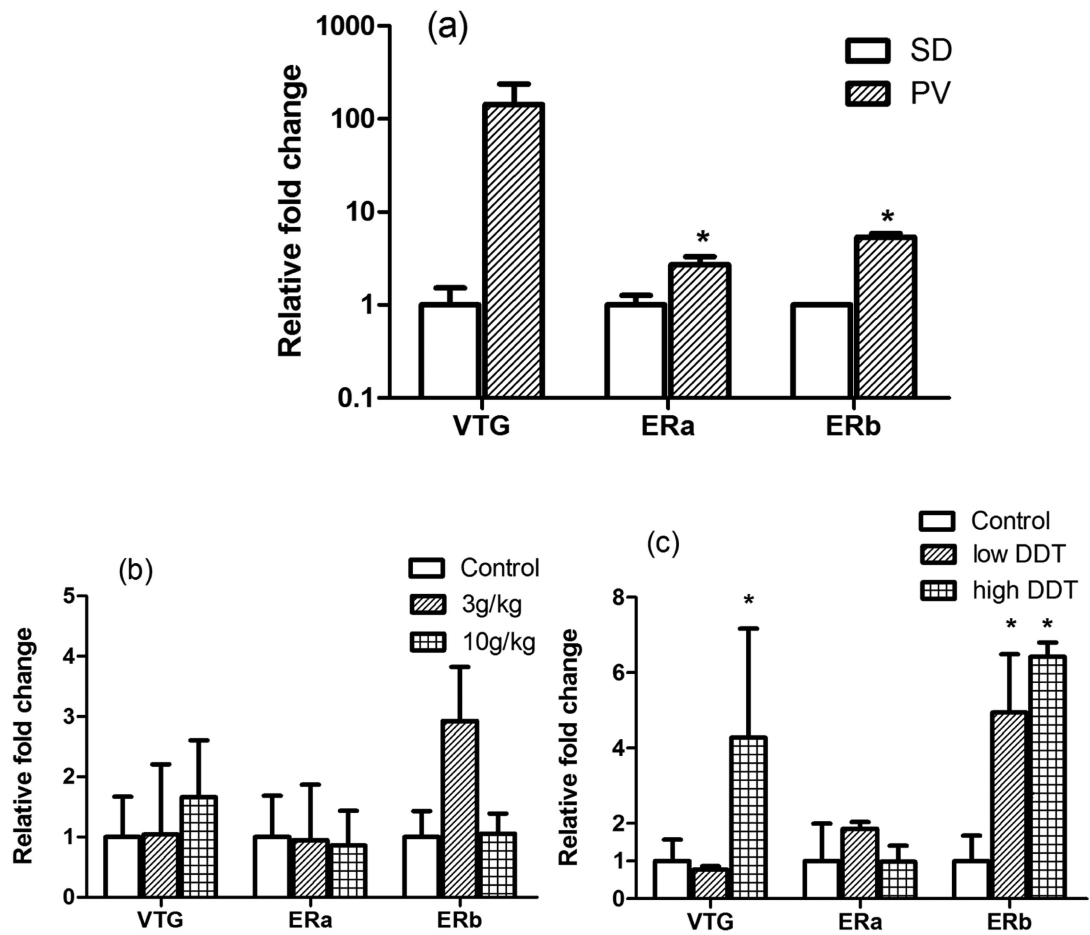 (a)
Relative fold change
1000
100
10
1
0.1
SD
PV
*
*
VTG ERa ERb
(b)
Relative fold change
5
4
3
2
1
0
Control
3g/kg
10g/kg
VTG ERa ERb
(c)
Relative fold change
8
6
4
2
1
0
Control
low DDT
high DDT
*
* *
VTG ERa ERb